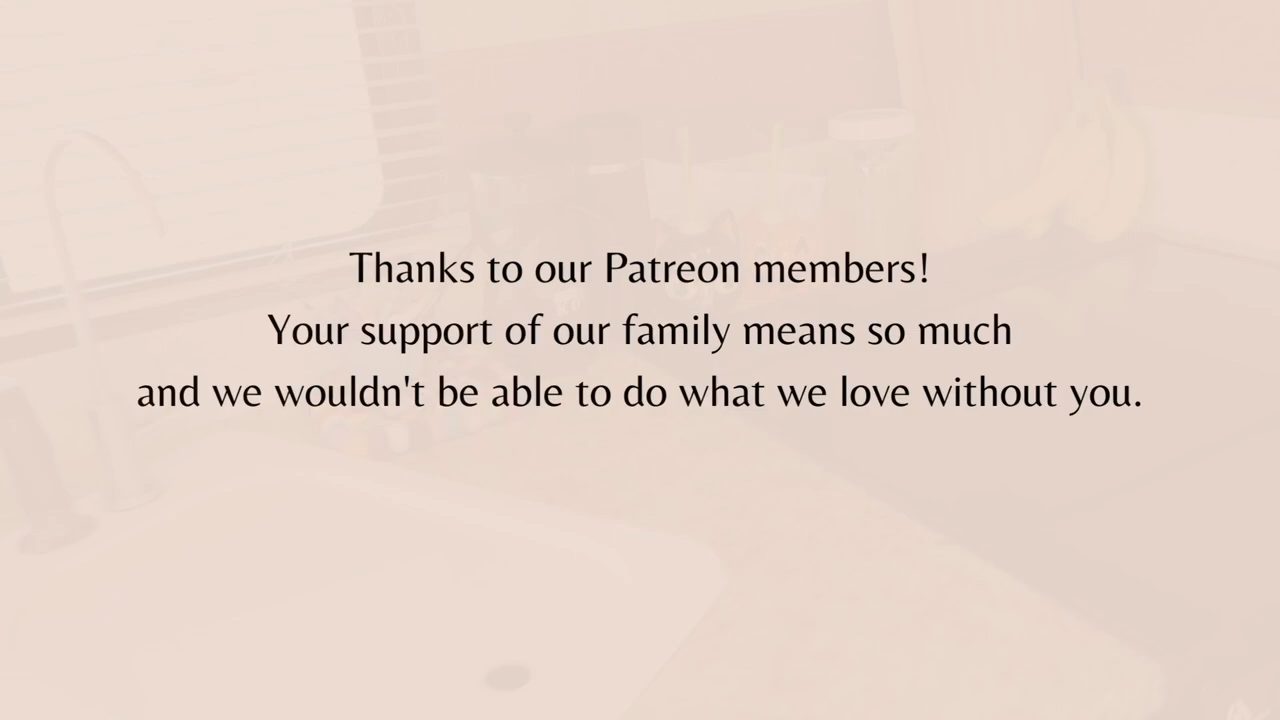 Thanks to our Patreon members!
Your support of our family means so much
and we wouldn't be able to do what we love without you.